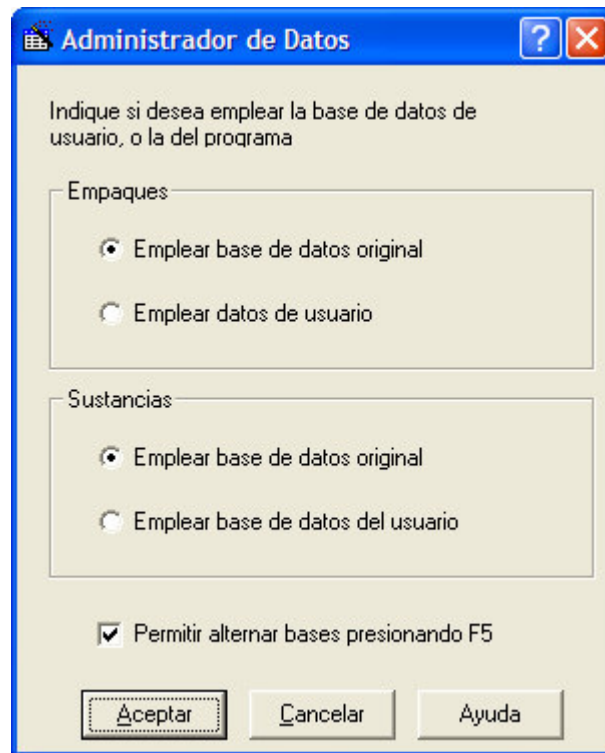 Administrador de Datos
Indique si desea emplear la base de datos de
usuario, o la del programa
Empaques
Emplear base de datos original
Emplear datos de usuario
Sustancias
Emplear base de datos original
Emplear base de datos del usuario
Permitir alternar bases presionando F5
Aceptar Cancelar Ayuda